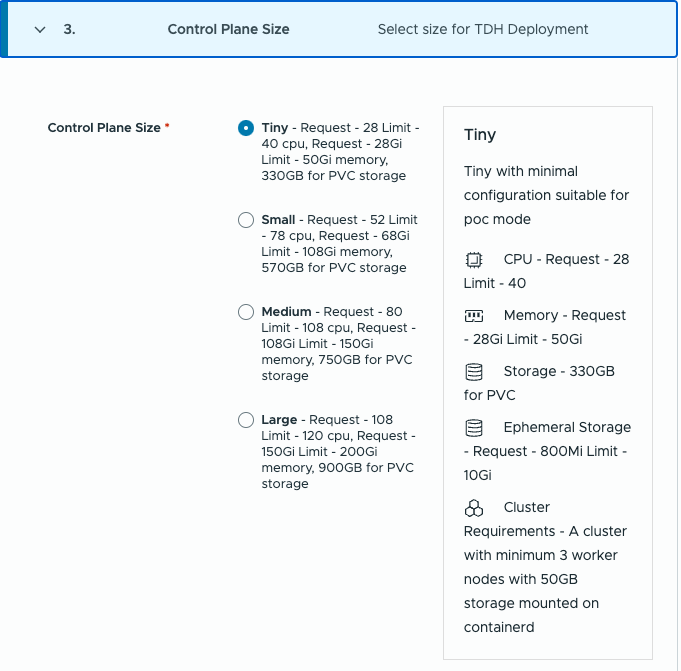 3. Control Plane Size Select size for TDH Deployment
Control Plane Size *
Tiny - Request - 28 Limit -
40 cpu, Request - 28Gi
Limit - 50Gi memory,
330GB for PVC storage
Small - Request - 52 Limit
- 78 cpu, Request - 68Gi
Limit - 108Gi memory,
570GB for PVC storage
Medium - Request - 80
Limit - 108 cpu, Request -
108Gi Limit - 150Gi
memory, 750GB for PVC
storage
Large - Request - 108
Limit - 120 cpu, Request -
150Gi Limit - 200Gi
memory, 900GB for PVC
storage
Tiny
Tiny with minimal
configuration suitable for
poc mode
CPU - Request - 28
Limit - 40
Memory - Request
- 28Gi Limit - 50Gi
Storage - 330GB
for PVC
Ephemeral Storage
- Request - 800Mi Limit -
10Gi
Cluster
Requirements - A cluster
with minimum 3 worker
nodes with 50GB
storage mounted on
containerd